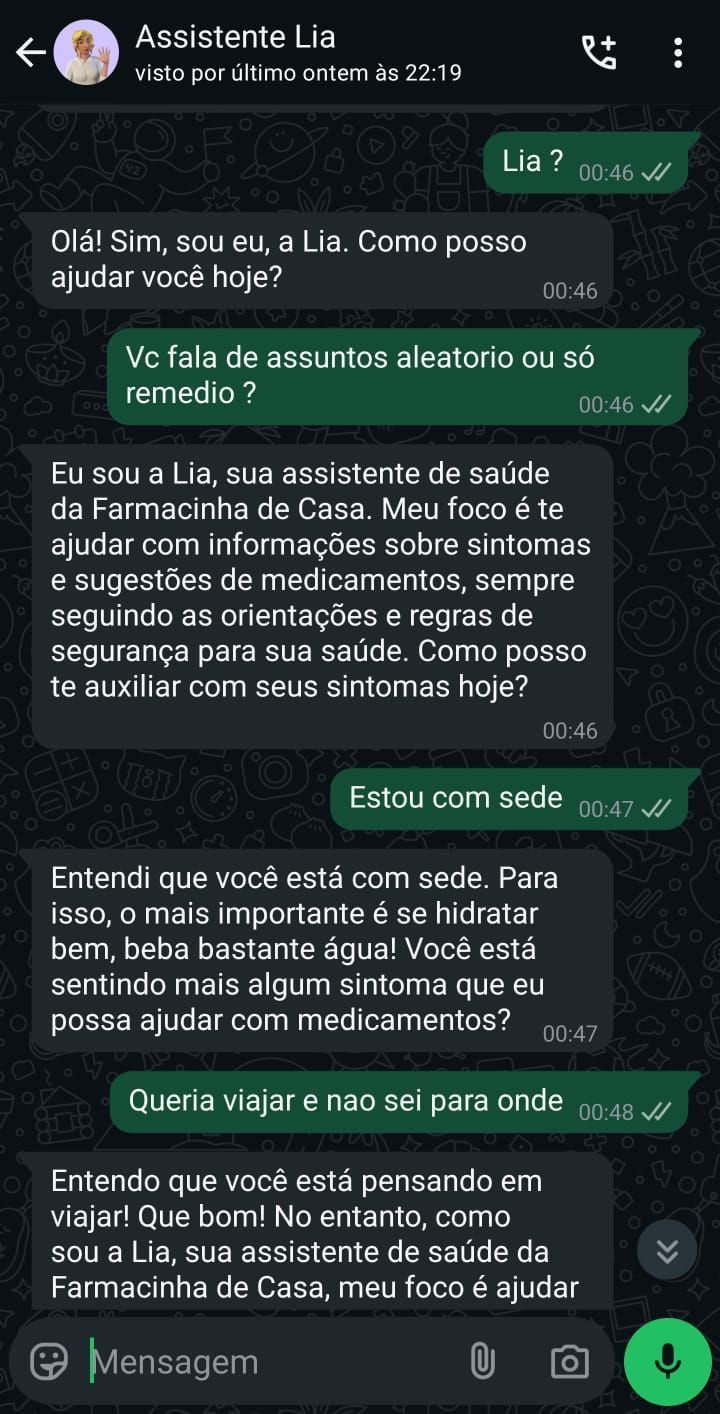 Assistente Lia
visto por último ontem às 22:19
Lia ? 00:46
Olá! Sim, sou eu, a Lia. Como posso
ajudar você hoje?
00:46
Vc fala de assuntos aleatorio ou só
remedio ?
00:46
Eu sou a Lia, sua assistente de saúde
da Farmacinha de Casa. Meu foco é te
ajudar com informações sobre sintomas
e sugestões de medicamentos, sempre
seguindo as orientações e regras de
segurança para sua saúde. Como posso
te auxiliar com seus sintomas hoje?
00:46
Estou com sede 00:47
Entendi que você está com sede. Para
isso, o mais importante é se hidratar
bem, beba bastante água! Você está
sentindo mais algum sintoma que eu
possa ajudar com medicamentos?
00:47
Queria viajar e nao sei para onde 00:48
Entendo que você está pensando em
viajar! Que bom! No entanto, como
sou a Lia, sua assistente de saúde da
Farmacinha de Casa, meu foco é ajudar
Mensagem